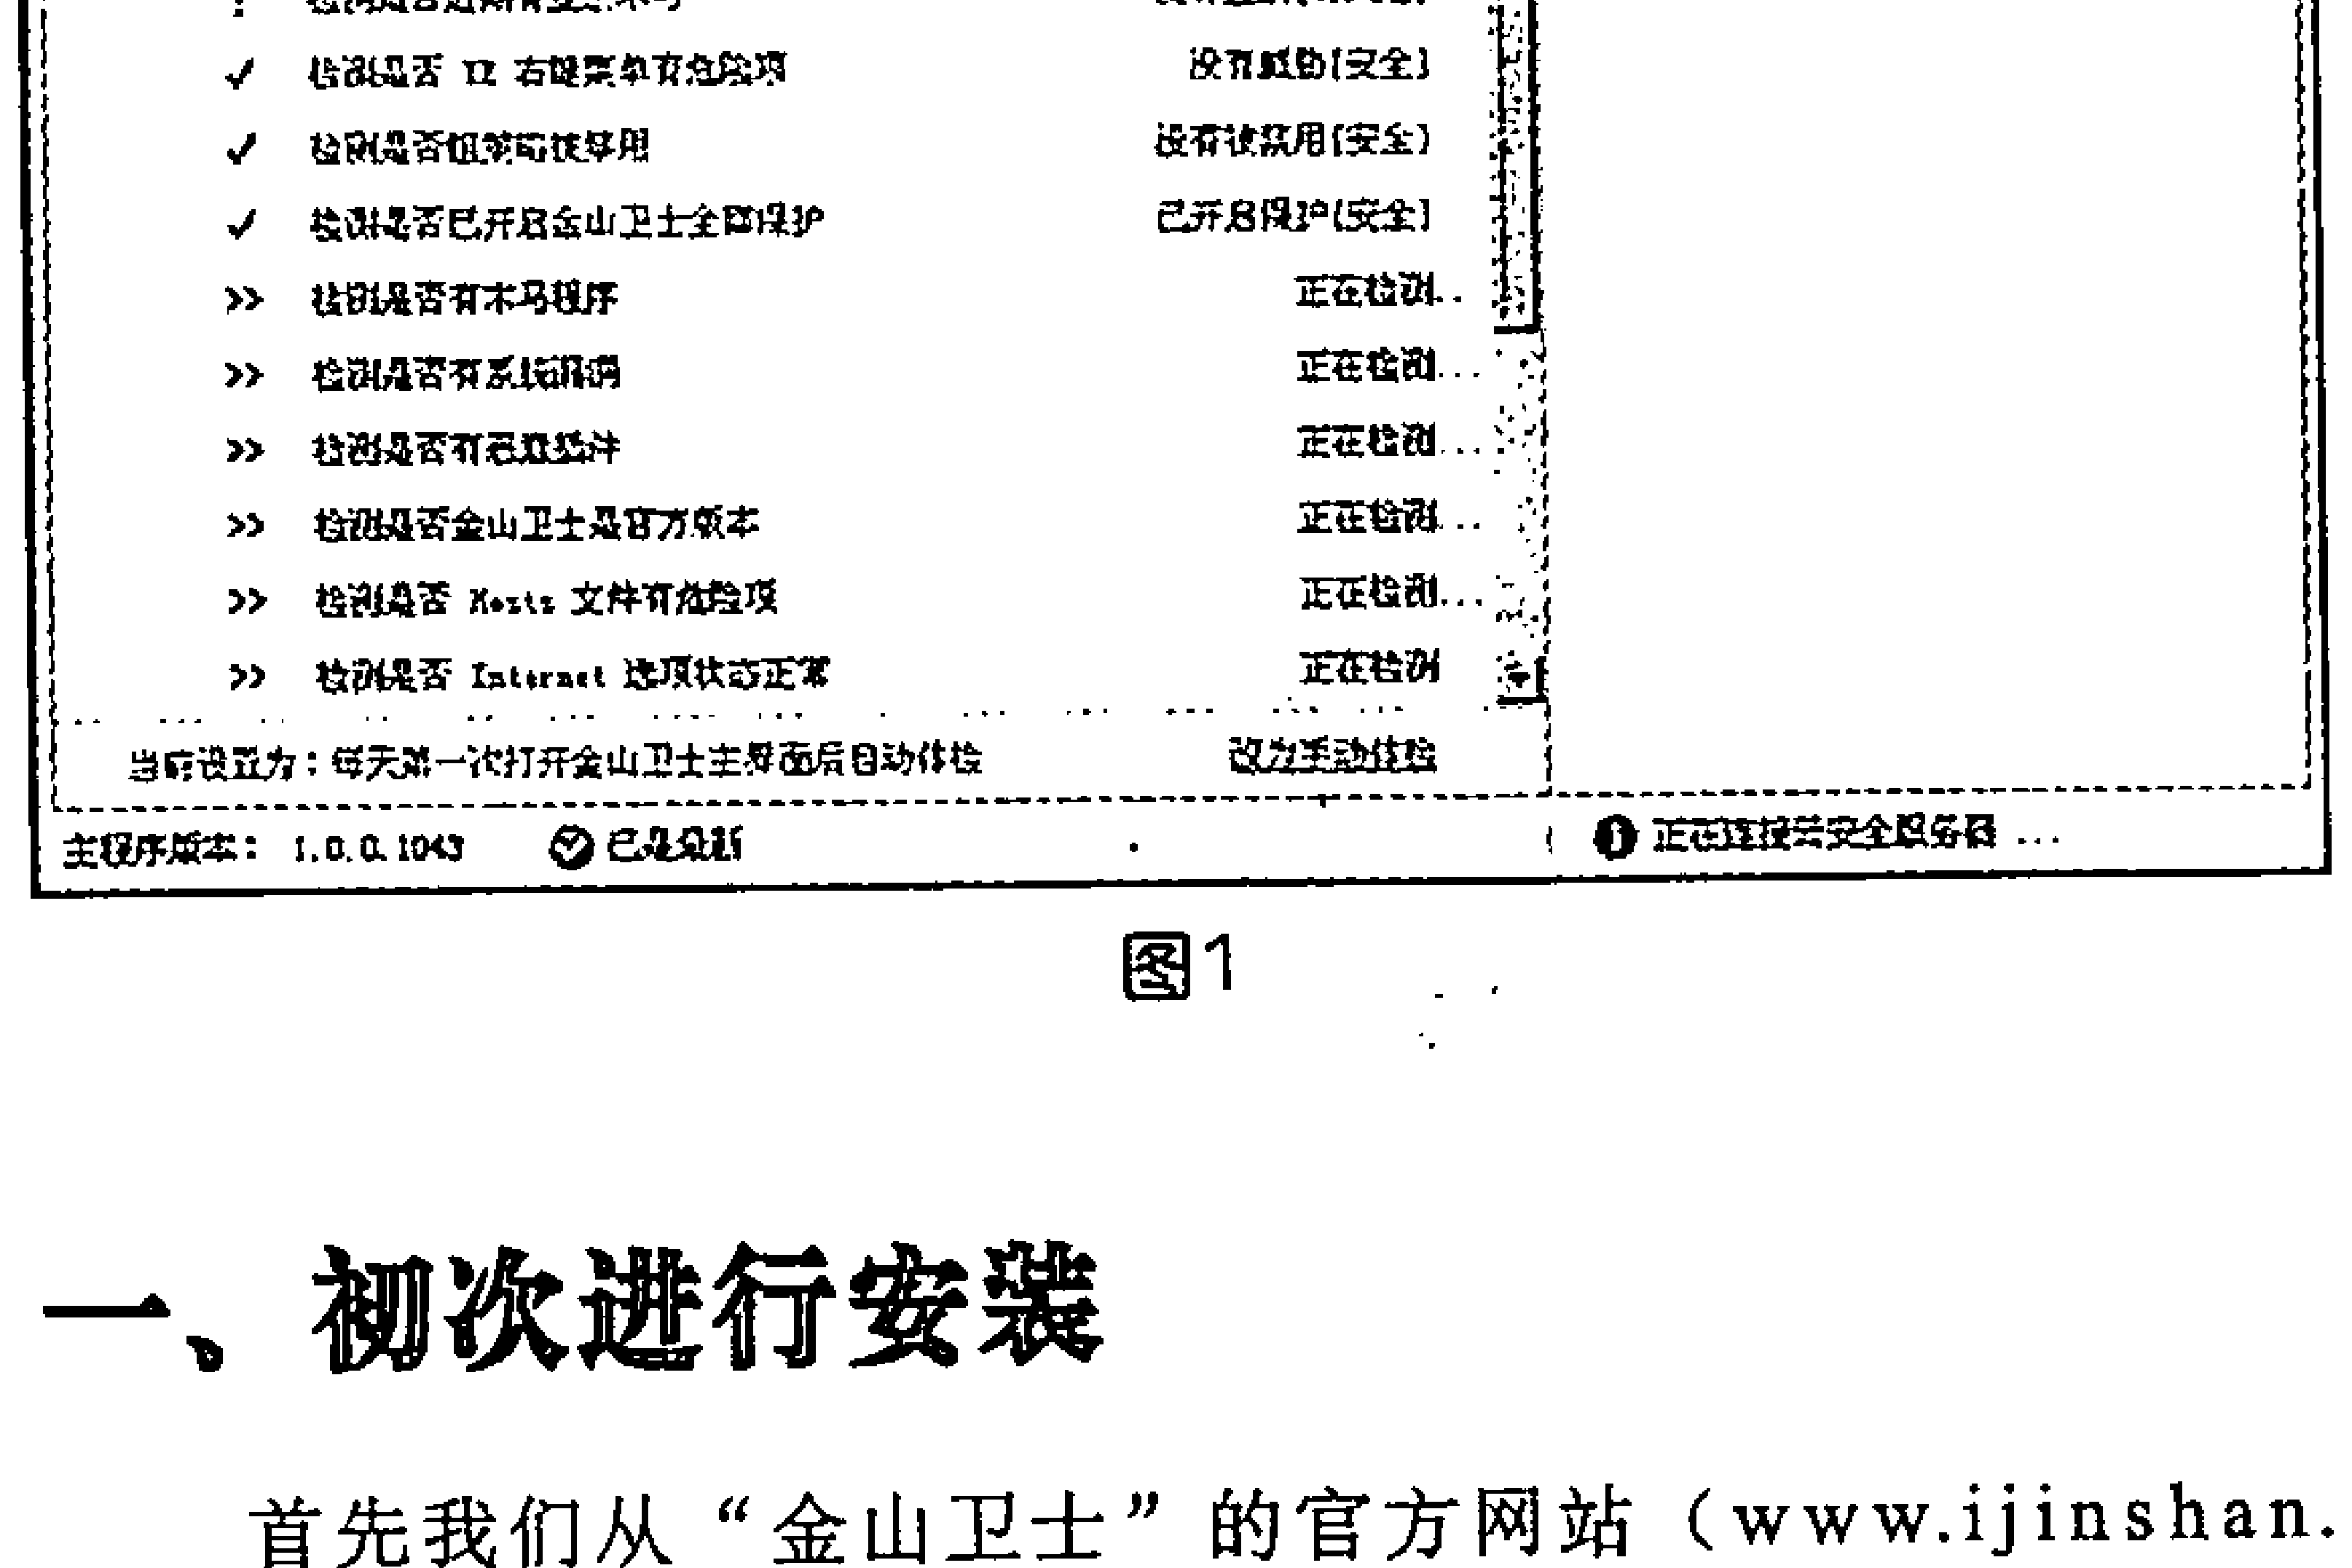 ✓ 检测是否 IE 右键菜单有危险项 没有威胁(安全)
✓ 检测是否组策略被禁用 没有被禁用(安全)
✓ 检测是否已开启金山卫士全面保护 已开启保护(安全)
>> 检测是否有木马程序 正在检测..
>> 检测是否有系统漏洞 正在检测...
>> 检测是否有恶意插件 正在检测...
>> 检测是否金山卫士是官方版本 正在检测...
>> 检测是否 Hosts 文件有危险项 正在检测...
>> 检测是否 Internet 选项状态正常 正在检测
当前设置为：每天第一次打开金山卫士主界面后自动体检 改为手动体检
主程序版本： 1.0.0.1043 已是最新 正在连接云安全服务器 ...
图1
一、初次进行安装
首先我们从“金山卫士”的官方网站（www.ijinshan.